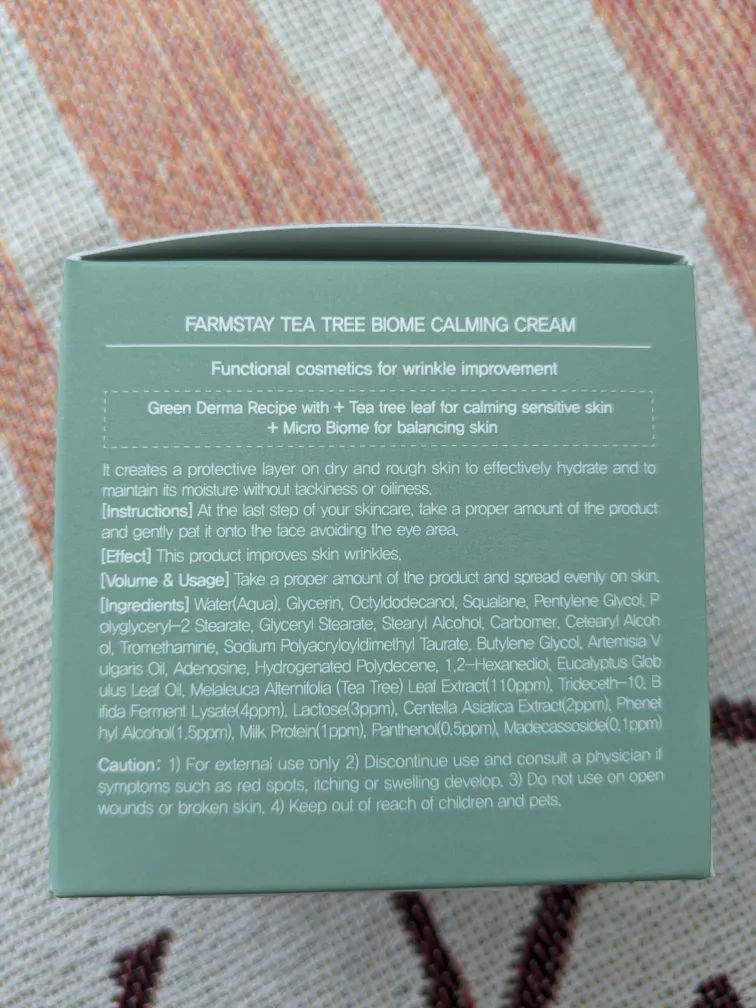 FARMSTAY TEA TREE BIOME CALMING CREAM
Functional cosmetics for wrinkle improvement
Green Derma Recipe with + Tea tree leaf for calming sensitive skin
+ Micro Biome for balancing skin
It creates a protective layer on dry and rough skin to effectively hydrate and to
maintain its moisture without tackiness or oiliness.
[Instructions] At the last step of your skincare, take a proper amount of the product
and gently pat it onto the face avoiding the eye area.
[Effect] This product improves skin wrinkles.
[Volume & Usage] Take a proper amount of the product and spread evenly on skin.
[Ingredients] Water(Aqua), Glycerin, Octyldodecanol, Squalane, Pentylene Glycol, P
olyglyceryl-2 Stearate, Glyceryl Stearate, Stearyl Alcohol, Carbomer, Cetearyl Alcoh
ol, Tromethamine, Sodium Polyacryloyldimethyl Taurate, Butylene Glycol, Artemisia V
ulgaris Oil, Adenosine, Hydrogenated Polydecene, 1,2-Hexanediol, Eucalyptus Glob
ulus Leaf Oil, Melaleuca Alternifolia (Tea Tree) Leaf Extract(110ppm), Trideceth-10, B
ifida Ferment Lysate(4ppm), Lactose(3ppm), Centella Asiatica Extract(2ppm), Phenet
hyl Alcohol(1.5ppm), Milk Protein(1ppm), Panthenol(0.5ppm), Madecassoside(0.1ppm)
Caution: 1) For external use only 2) Discontinue use and consult a physician if
symptoms such as red spots, itching or swelling develop. 3) Do not use on open
wounds or broken skin. 4) Keep out of reach of children and pets.